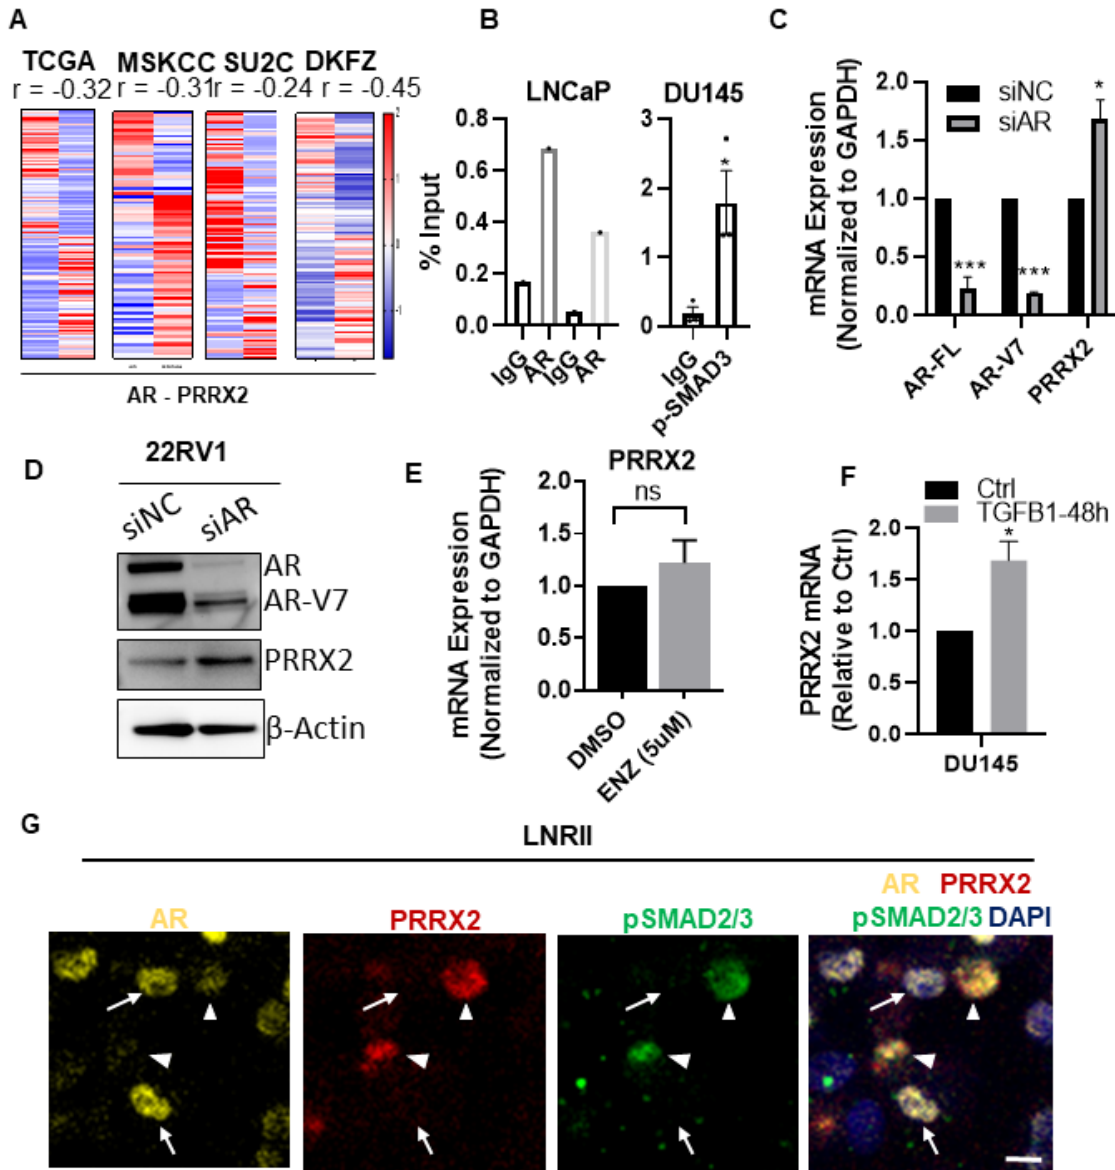 A
TCGA MSKCC SU2C DKFZ
r = -0.32 r = -0.31 r = -0.24 r = -0.45
2
1
0
-1
AR - PRRX2
B
LNCaP
% Input
0.8
0.6
0.4
0.2
0.0
IgG
AR
IgG
AR
DU145
3
2
1
0
*
IgG
p-SMAD3
C
mRNA Expression
(Normalized to GAPDH)
2.0
1.5
1.0
0.5
0.0
siNC
siAR
***
***
*
AR-FL
AR-V7
PRRX2
D
22RV1
siNC siAR
AR
AR-V7
PRRX2
β-Actin
E
PRRX2
mRNA Expression
(Normalized to GAPDH)
2.0
1.5
1.0
0.5
0.0
ns
DMSO
ENZ (5uM)
F
Ctrl
TGFB1-48h
PRRX2 mRNA
(Relative to Ctrl)
2.0
1.5
1.0
0.5
0.0
*
DU145
G
LNRII
AR
PRRX2
pSMAD2/3
AR PRRX2
pSMAD2/3 DAPI